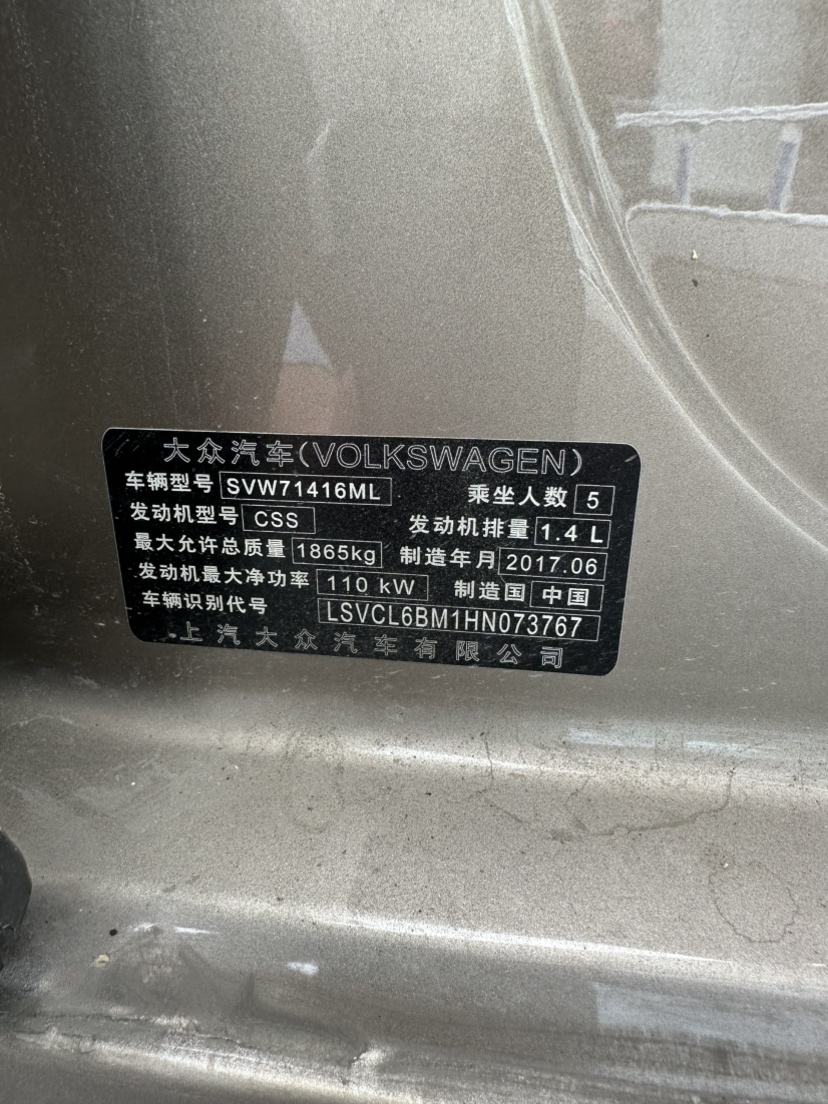 大众汽车(VOLKSWAGEN)
车辆型号 SVW71416ML 乘坐人数 5
发动机型号 CSS 发动机排量 1.4 L
最大允许总质量 1865kg 制造年月 2017.06
发动机最大净功率 110 kW 制造国 中国
车辆识别代号 LSVCL6BM1HN073767
上汽大众汽车有限公司